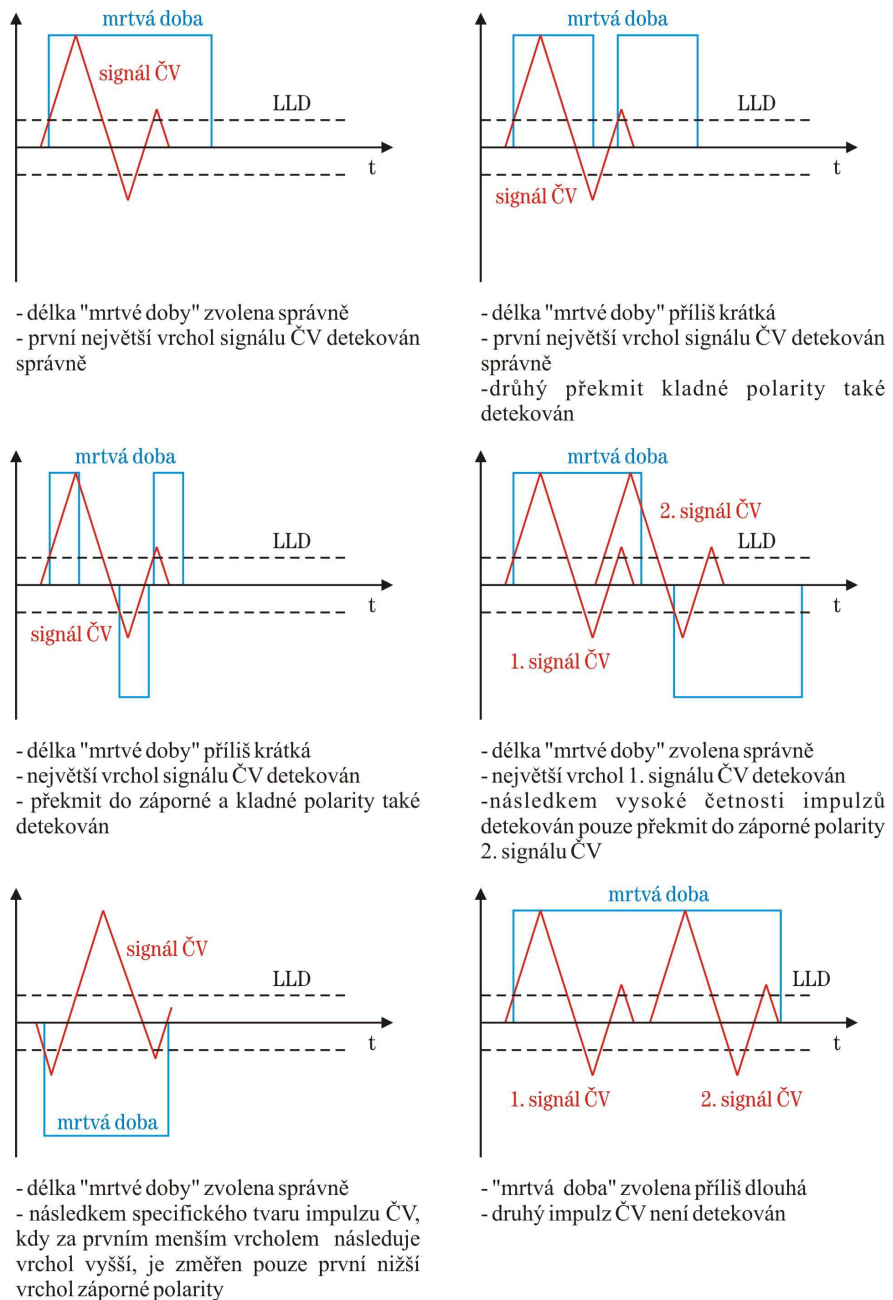 mrtvá doba
signál ČV
LLD
t
- délka "mrtvé doby" zvolena správně
- první největší vrchol signálu ČV detekován
správně
mrtvá doba
LLD
t
signál ČV
- délka "mrtvé doby" příliš krátká
- první největší vrchol signálu ČV detekován
správně
-drůhý překmit kladné polarity také
detekován
mrtvá doba
LLD
t
signál ČV
- délka "mrtvé doby" příliš krátká
- největší vrchol signálu ČV detekován
- překmit do záporné a kladné polarity také
detekován
mrtvá doba
2. signál ČV
LLD
t
1. signál ČV
- délka "mrtvé doby" zvolena správně
- největší vrchol 1. signálu ČV detekován
-následkem vysoké četnosti impulzů
detekován pouze překmit do záporné polarity
2. signálu ČV
signál ČV
LLD
t
mrtvá doba
- délka "mrtvé doby" zvolena správně
- následkem specifického tvaru impulzu ČV,
kdy za prvním menším vrcholem následuje
vrchol vyšší, je změřen pouze první nižší
vrchol záporné polarity
mrtvá doba
LLD
t
1. signál ČV
2. signál ČV
- "mrtvá doba" zvolena příliš dlouhá
- druhý impulz ČV není detekován